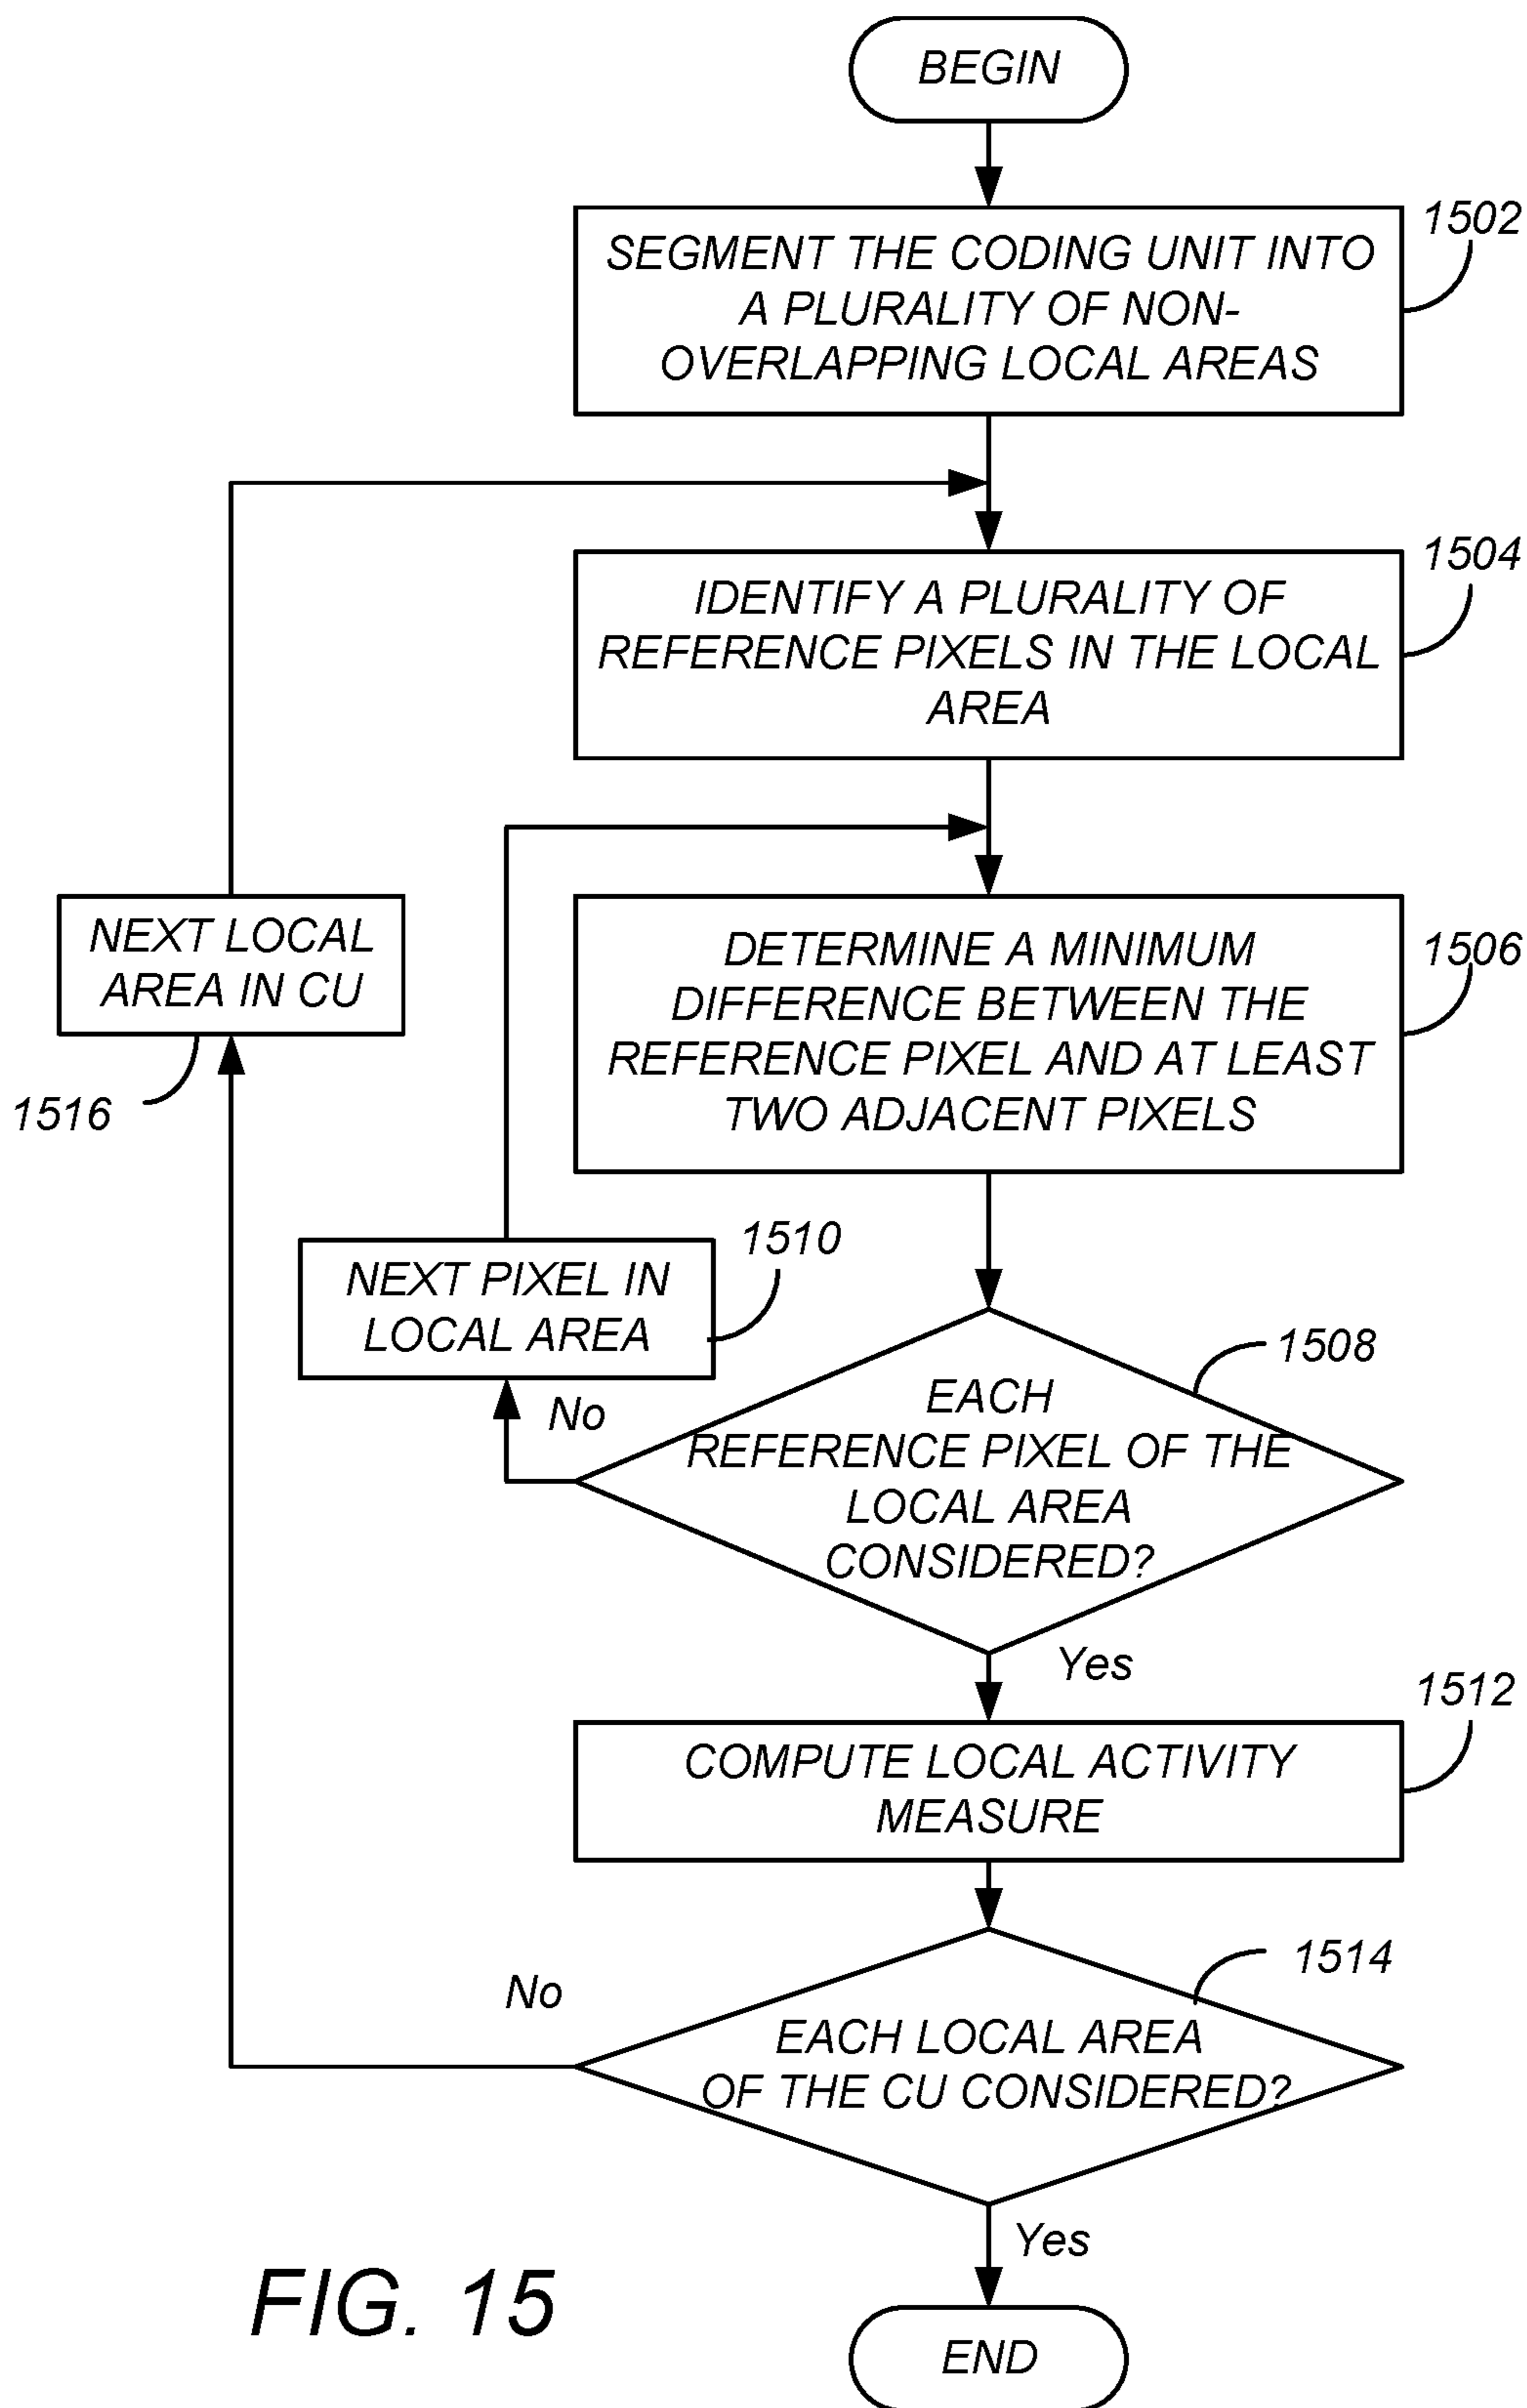 BEGIN
1502
SEGMENT THE CODING UNIT INTO
A PLURALITY OF NON-
OVERLAPPING LOCAL AREAS
1504
IDENTIFY A PLURALITY OF
REFERENCE PIXELS IN THE LOCAL
AREA
NEXT LOCAL
AREA IN CU
1516
1506
DETERMINE A MINIMUM
DIFFERENCE BETWEEN THE
REFERENCE PIXEL AND AT LEAST
TWO ADJACENT PIXELS
1510
NEXT PIXEL IN
LOCAL AREA
No
1508
EACH
REFERENCE PIXEL OF THE
LOCAL AREA
CONSIDERED?
Yes
1512
COMPUTE LOCAL ACTIVITY
MEASURE
1514
No
EACH LOCAL AREA
OF THE CU CONSIDERED?
Yes
FIG. 15
END